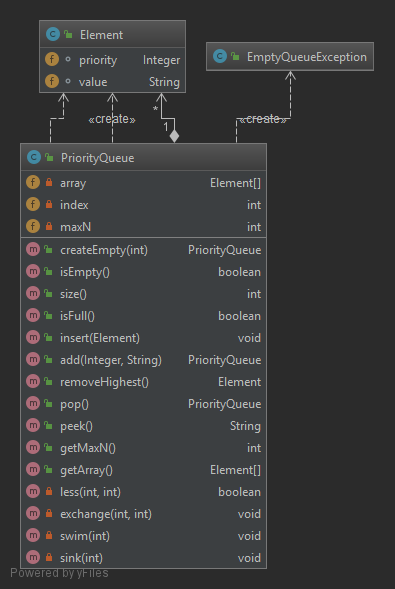 Element
priority Integer
value String
EmptyQueueException
«create»
«create»
*
1
PriorityQueue
array Element[]
index int
maxN int
createEmpty(int) PriorityQueue
isEmpty() boolean
size() int
isFull() boolean
insert(Element) void
add(Integer, String) PriorityQueue
removeHighest() Element
pop() PriorityQueue
peek() String
getMaxN() int
getArray() Element[]
less(int, int) boolean
exchange(int, int) void
swim(int) void
sink(int) void
Powered by yFiles